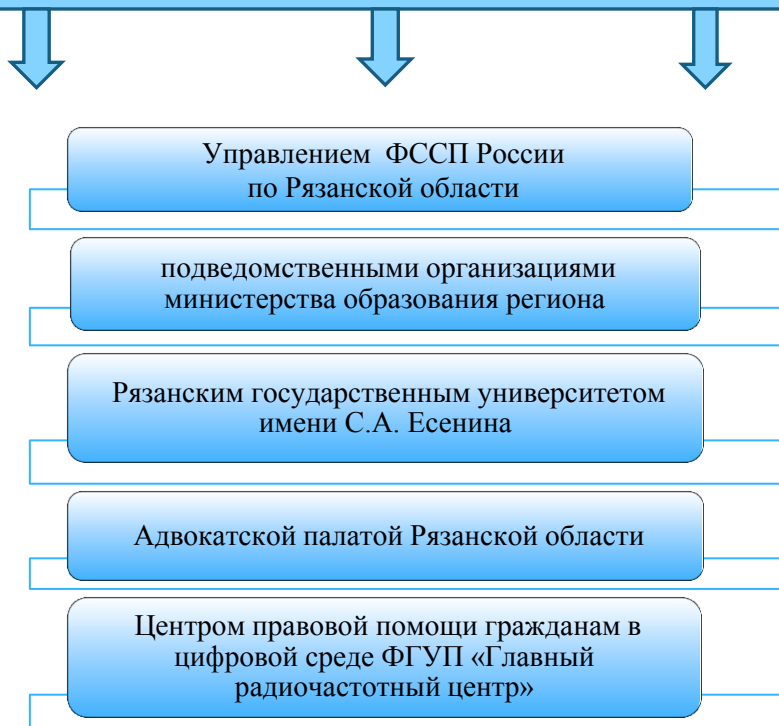 Управлением ФССП России
по Рязанской области
подведомственными организациями
министерства образования региона
Рязанским государственным университетом
имени С.А. Есенина
Адвокатской палатой Рязанской области
Центром правовой помощи гражданам в
цифровой среде ФГУП «Главный
радиочастотный центр»